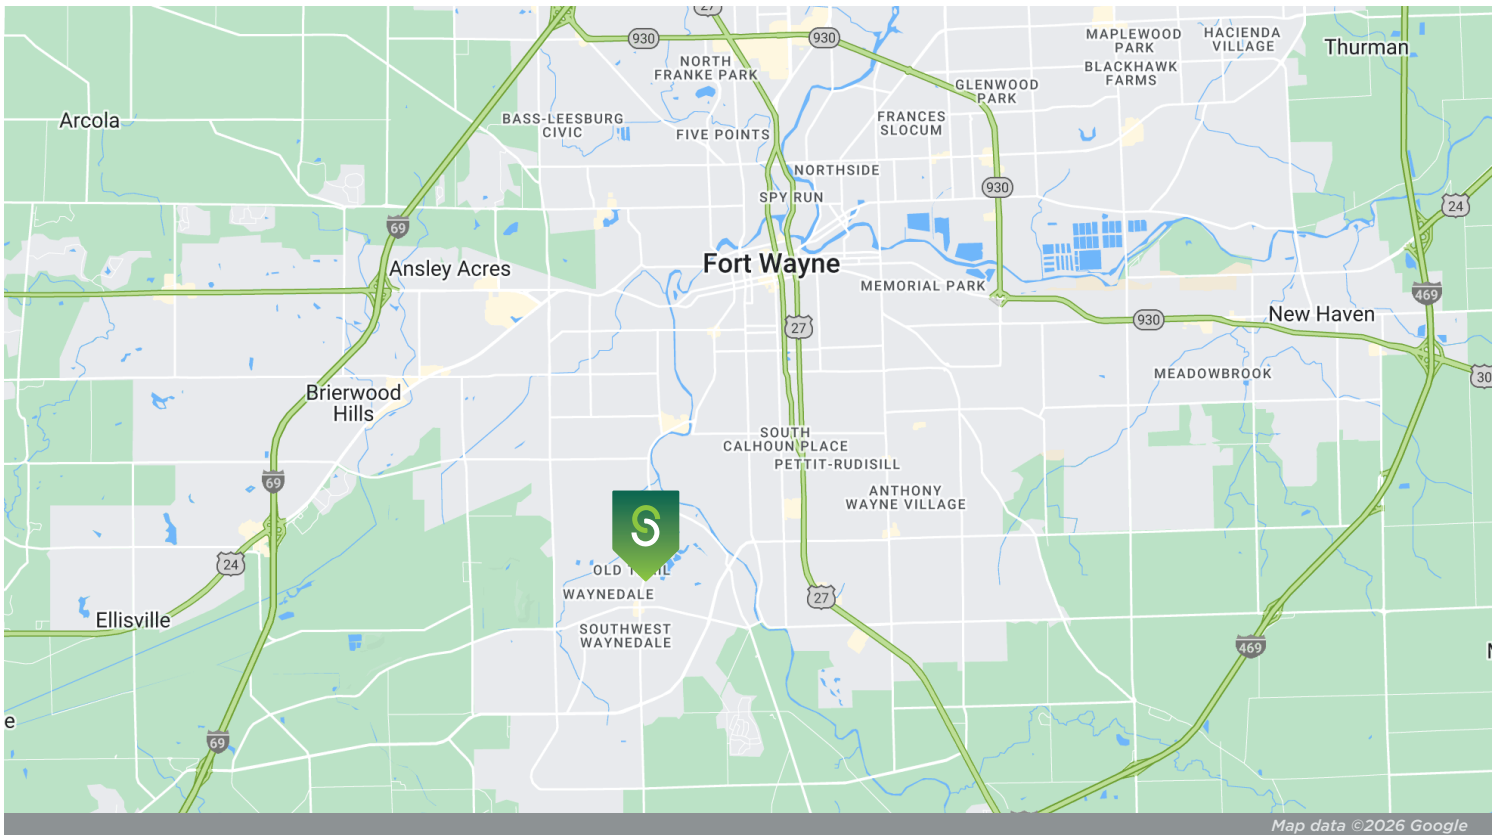 27
930
930
MAPLEWOOD
PARK
HACIENDA
VILLAGE
Thurman
NORTH
FRANKE PARK
BLACKHAWK
FARMS
GLENWOOD
PARK
Arcola
BASS-LEESBURG
CIVIC
FIVE POINTS
FRANCES
SLOCUM
NORTHSIDE
930
SPY RUN
24
69
Fort Wayne
Ansley Acres
MEMORIAL PARK
469
New Haven
930
27
MEADOWBROOK
30
Brierwood
Hills
SOUTH
CALHOUN PLACE
PETTIT-RUDISILL
69
ANTHONY
WAYNE VILLAGE
24
OLD
WAYNEDALE
27
Ellisville
SOUTHWEST
WAYNEDALE
469
e
69
Map data ©2026 Google